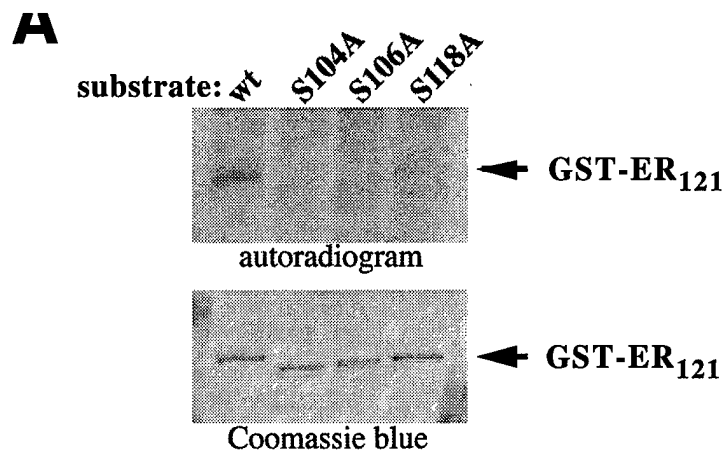 A
substrate: wt S104A S106A S118A
GST-ER121
autoradiogram
GST-ER121
Coomassie blue